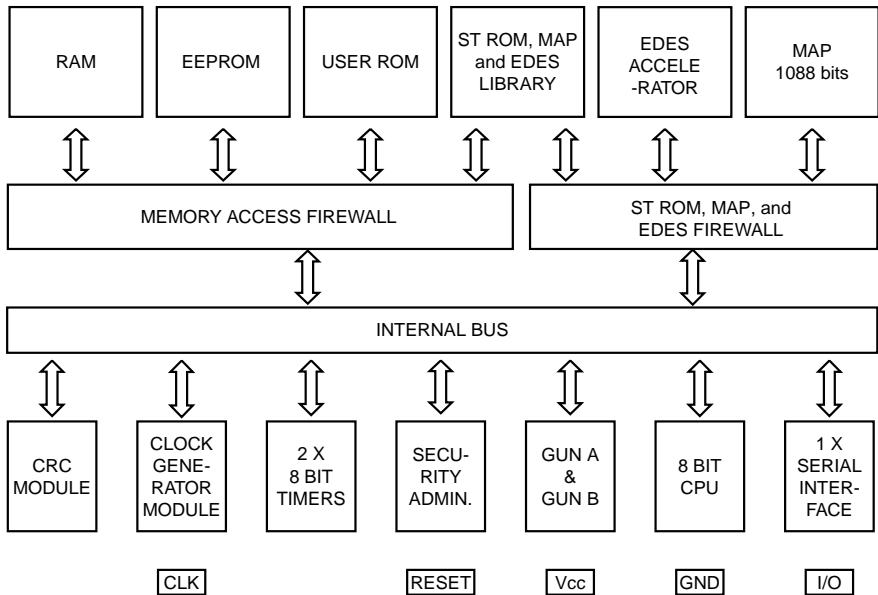 RAM
EEPROM
USER ROM
ST ROM, MAP
and EDES
LIBRARY
EDES
ACCELE
-RATOR
MAP
1088 bits
MEMORY ACCESS FIREWALL
ST ROM, MAP, and
EDES FIREWALL
INTERNAL BUS
CRC
MODULE
CLOCK
GENE-
RATOR
MODULE
2 X
8 BIT
TIMERS
SECU-
RITY
ADMIN.
GUN A
&
GUN B
8 BIT
CPU
1 X
SERIAL
INTER-
FACE
CLK
RESET
Vcc
GND
I/O